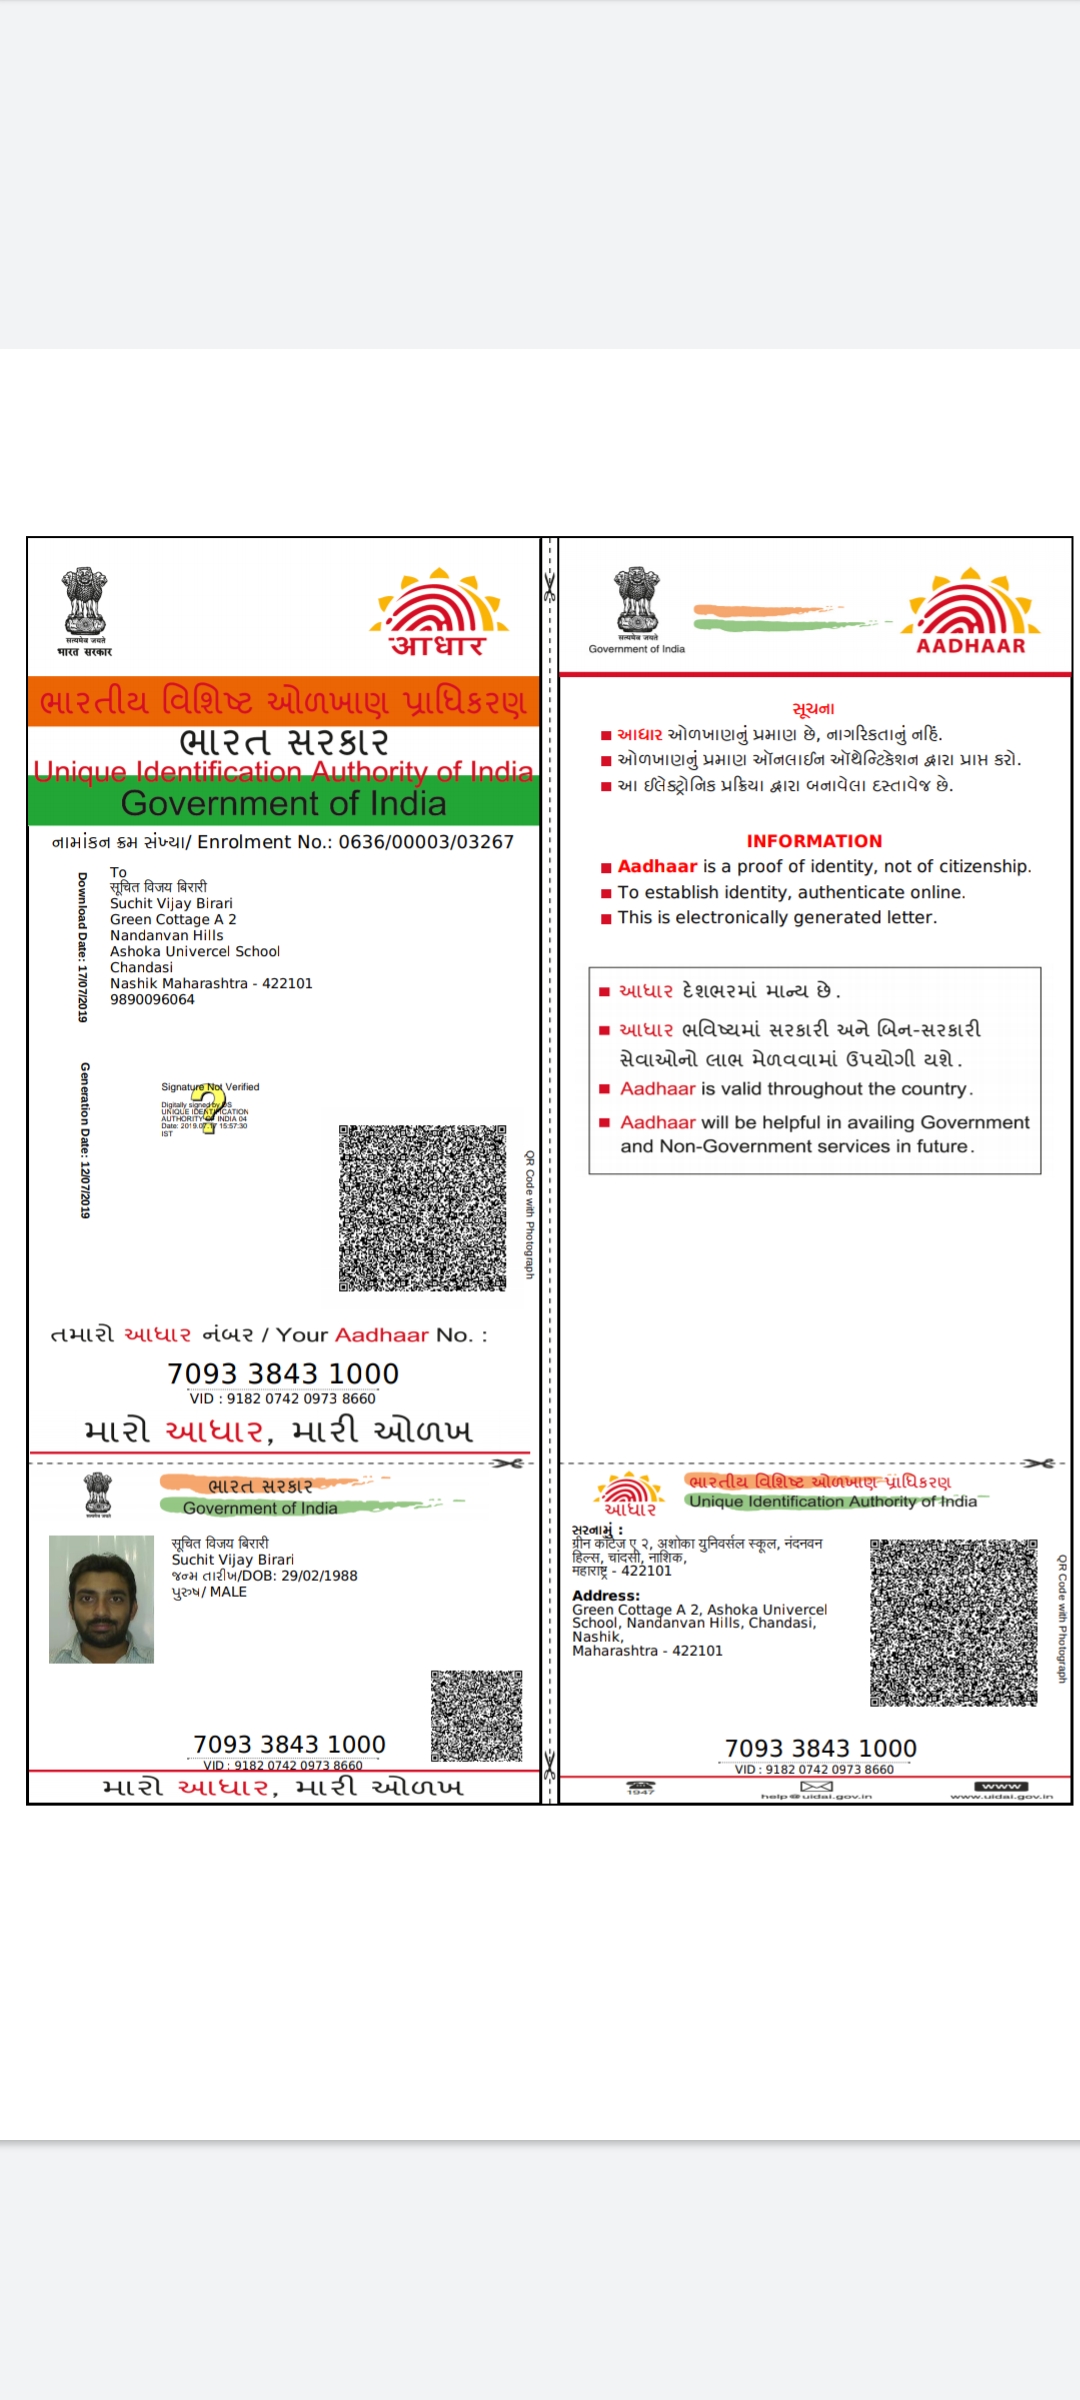 सत्यमेव जयते
भारत सरकार
आधार
ભારતીય વિશિષ્ટ ઓળખાણ પ્રાધિકરણ
ભારત સરકાર
Unique Identification Authority of India
Government of India
નામાંકન ક્રમ સંખ્યા/ Enrolment No.: 0636/00003/03267
Download Date: 17/07/2019
Generation Date: 12/07/2019
To
सूचित विजय बिरारी
Suchit Vijay Birari
Green Cottage A 2
Nandanvan Hills
Ashoka Univercel School
Chandasi
Nashik Maharashtra - 422101
9890096064
Signature Not Verified
Digitally signed by DS
UNIQUE IDENTIFICATION
AUTHORITY OF INDIA 04
Date: 2019.07.17 15:57:30
IST
QR Code with Photograph
તમારો આધાર નંબર / Your Aadhaar No. :
7093 3843 1000
VID : 9182 0742 0973 8660
મારો આધાર, મારી ઓળખ
ભારત સરકાર
Government of India
सूचित विजय बिरारी
Suchit Vijay Birari
જન્મ તારીખ/DOB: 29/02/1988
પુરુષ/ MALE
7093 3843 1000
VID : 9182 0742 0973 8660
મારો આધાર, મારી ઓળખ
सत्यमेव जयते
Government of India
AADHAAR
સૂચના
આધાર ઓળખાણનું પ્રમાણ છે, નાગરિકતાનું નહિં.
ઓળખાણનું પ્રમાણ ઑનલાઈન ઑથેન્ટિકેશન દ્વારા પ્રાપ્ત કરો.
આ ઈલેક્ટ્રોનિક પ્રક્રિયા દ્વારા બનાવેલા દસ્તાવેજ છે.
INFORMATION
Aadhaar is a proof of identity, not of citizenship.
To establish identity, authenticate online.
This is electronically generated letter.
આધાર દેશભરમાં માન્ય છે.
આધાર ભવિષ્યમાં સરકારી અને બિન-સરકારી
સેવાઓનો લાભ મેળવવામાં ઉપયોગી થશે.
Aadhaar is valid throughout the country.
Aadhaar will be helpful in availing Government
and Non-Government services in future.
આધાર
ભારતીય વિશિષ્ટ ઓળખાણ પ્રાધિકરણ
Unique Identification Authority of India
સરનામું :
ग्रीन कॉटेज ए २, अशोका युनिवर्सल स्कूल, नंदनवन
हिल्स, चांदसी, नाशिक,
महाराष्ट्र - 422101
Address:
Green Cottage A 2, Ashoka Univercel
School, Nandanvan Hills, Chandasi,
Nashik,
Maharashtra - 422101
QR Code with Photograph
7093 3843 1000
VID : 9182 0742 0973 8660
1947
help@uidai.gov.in
www
www.uidai.gov.in